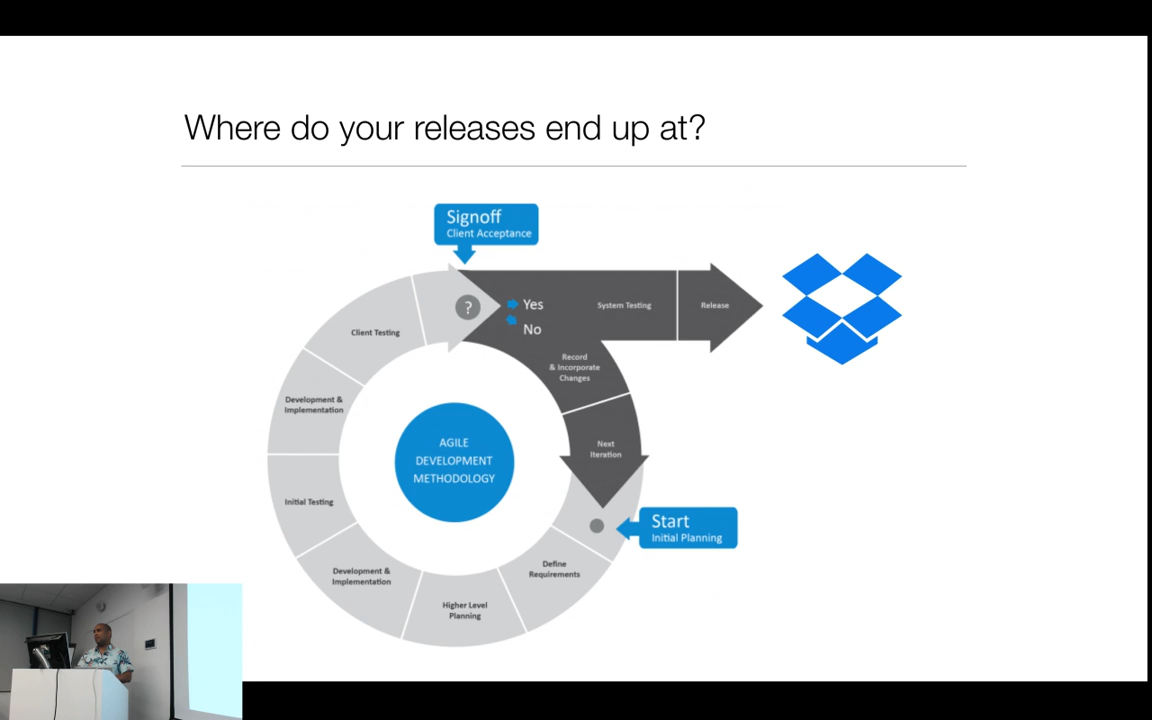 Where do your releases end up at?
Signoff
Client Acceptance
?
Yes
No
System Testing
Release
Client Testing
Record
& Incorporate
Changes
Development &
Implementation
Next
Iteration
AGILE
DEVELOPMENT
METHODOLOGY
Initial Testing
Start
Initial Planning
Define
Requirements
Development &
Implementation
Higher Level
Planning